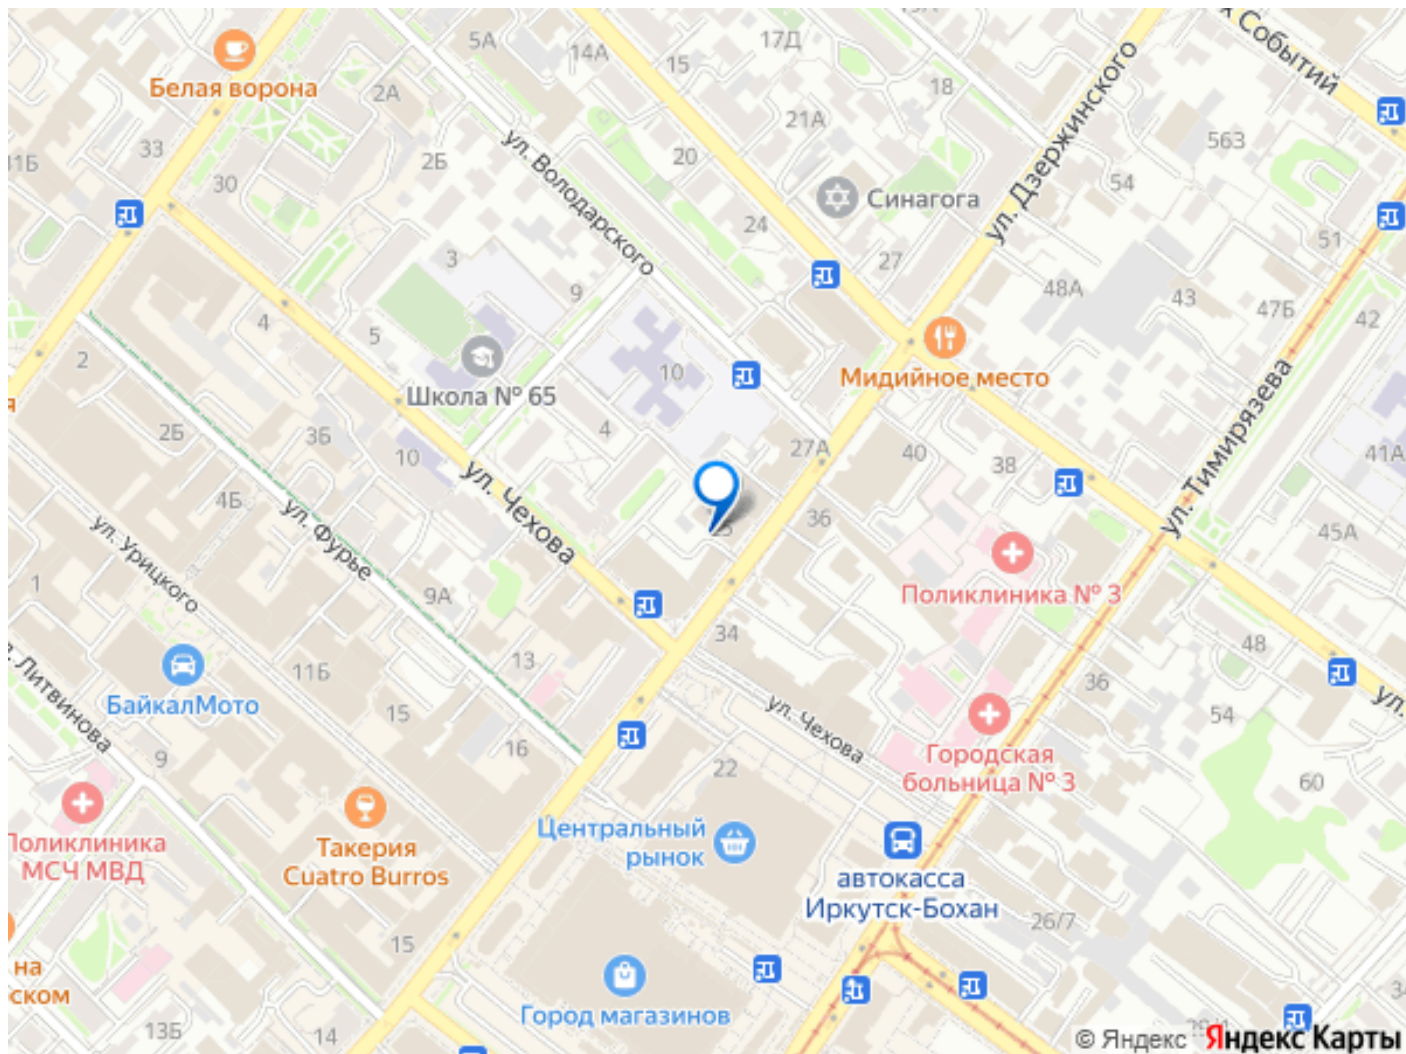 5А
14А
17Д
15
18
к Событий
Белая ворона
2А
21А
563
33
2Б
ул. Володарского
20
ул. Дзержинского
54
30
Синагога
24
51
3
27
9
48А
43
47Б
42
4
5
2
10
Школа № 65
Мидийное место
2Б
3Б
4
27А
40
38
41А
10
ул. Тимирязева
4Б
ул. Чехова
36
45А
ул. Урицкого
ул. Фурье
1
9А
Поликлиника № 3
34
48
13
11Б
36
ул. Литвинова
БайкалМото
15
54
ул.
16
ул. Чехова
9
22
Городская
больница № 3
60
Поликлиника
МСЧ МВД
Такерия
Cuatro Burros
Центральный
рынок
автокасса
Иркутск-Бохан
26/7
15
на
ском
Город магазинов
13Б
14
34
© Яндекс Яндекс Карты